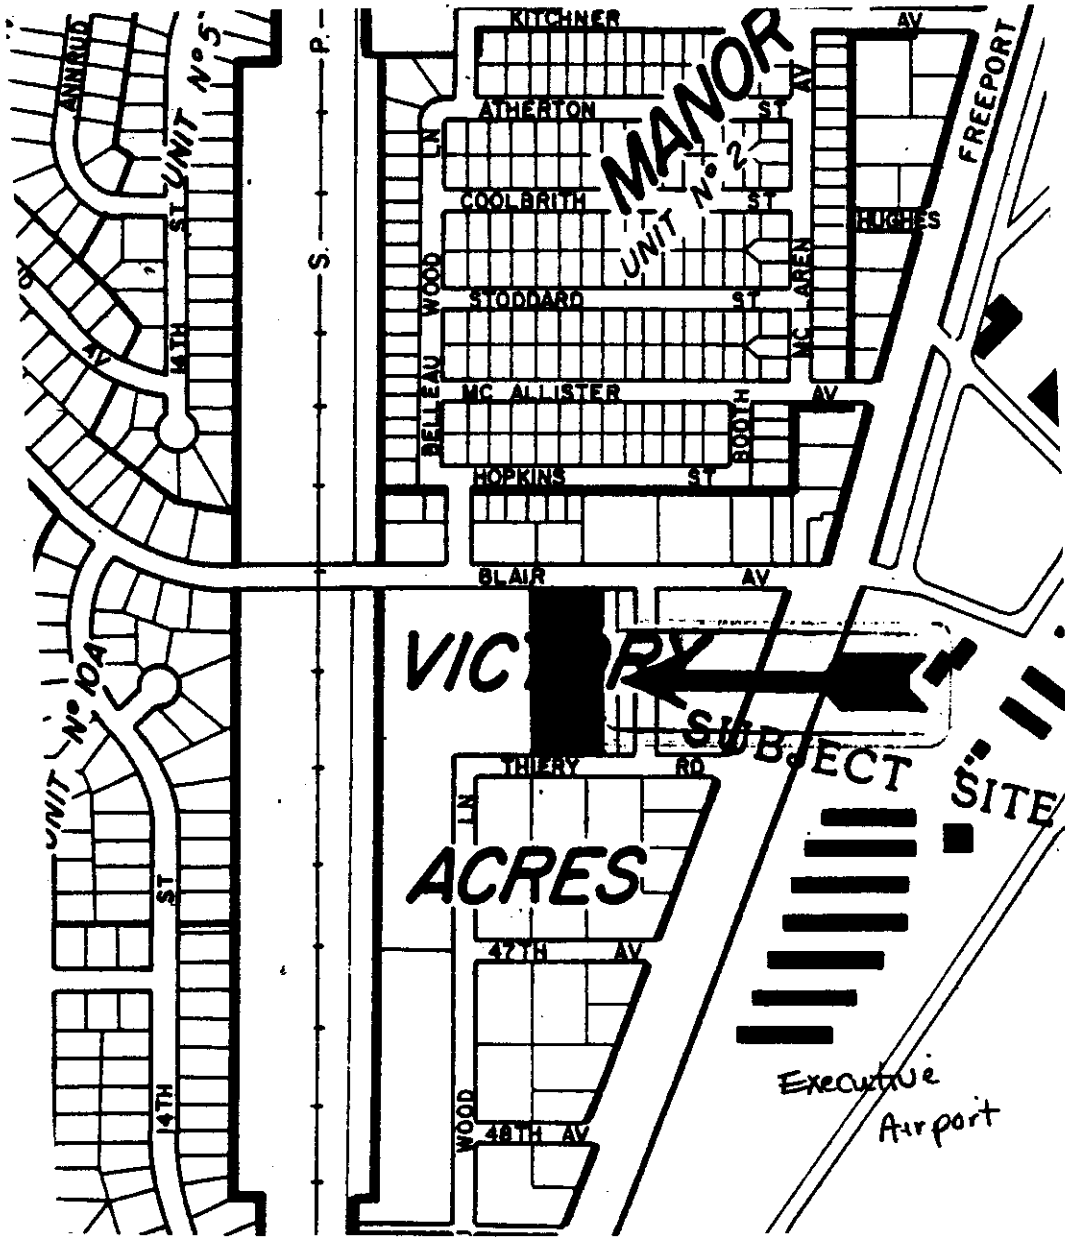 KITCHNER AV
ANNRUD
UNIT Nº 5
S. P.
FREEPORT
MANOR
UNIT Nº 2
ATHERTON ST
AV
LN
COOLBRITH ST
ST
HUGHES
WOOD
MC LAREN
STODDARD ST
14TH
AV
BELLEAU
MC ALLISTER AV
BOOTH
HOPKINS ST
BLAIR AV
VICTORY
UNIT Nº 10A
SUBJECT SITE
THIERY RD
LN
ACRES
ST
47TH AV
Executive
Airport
14TH
WOOD
48TH AV